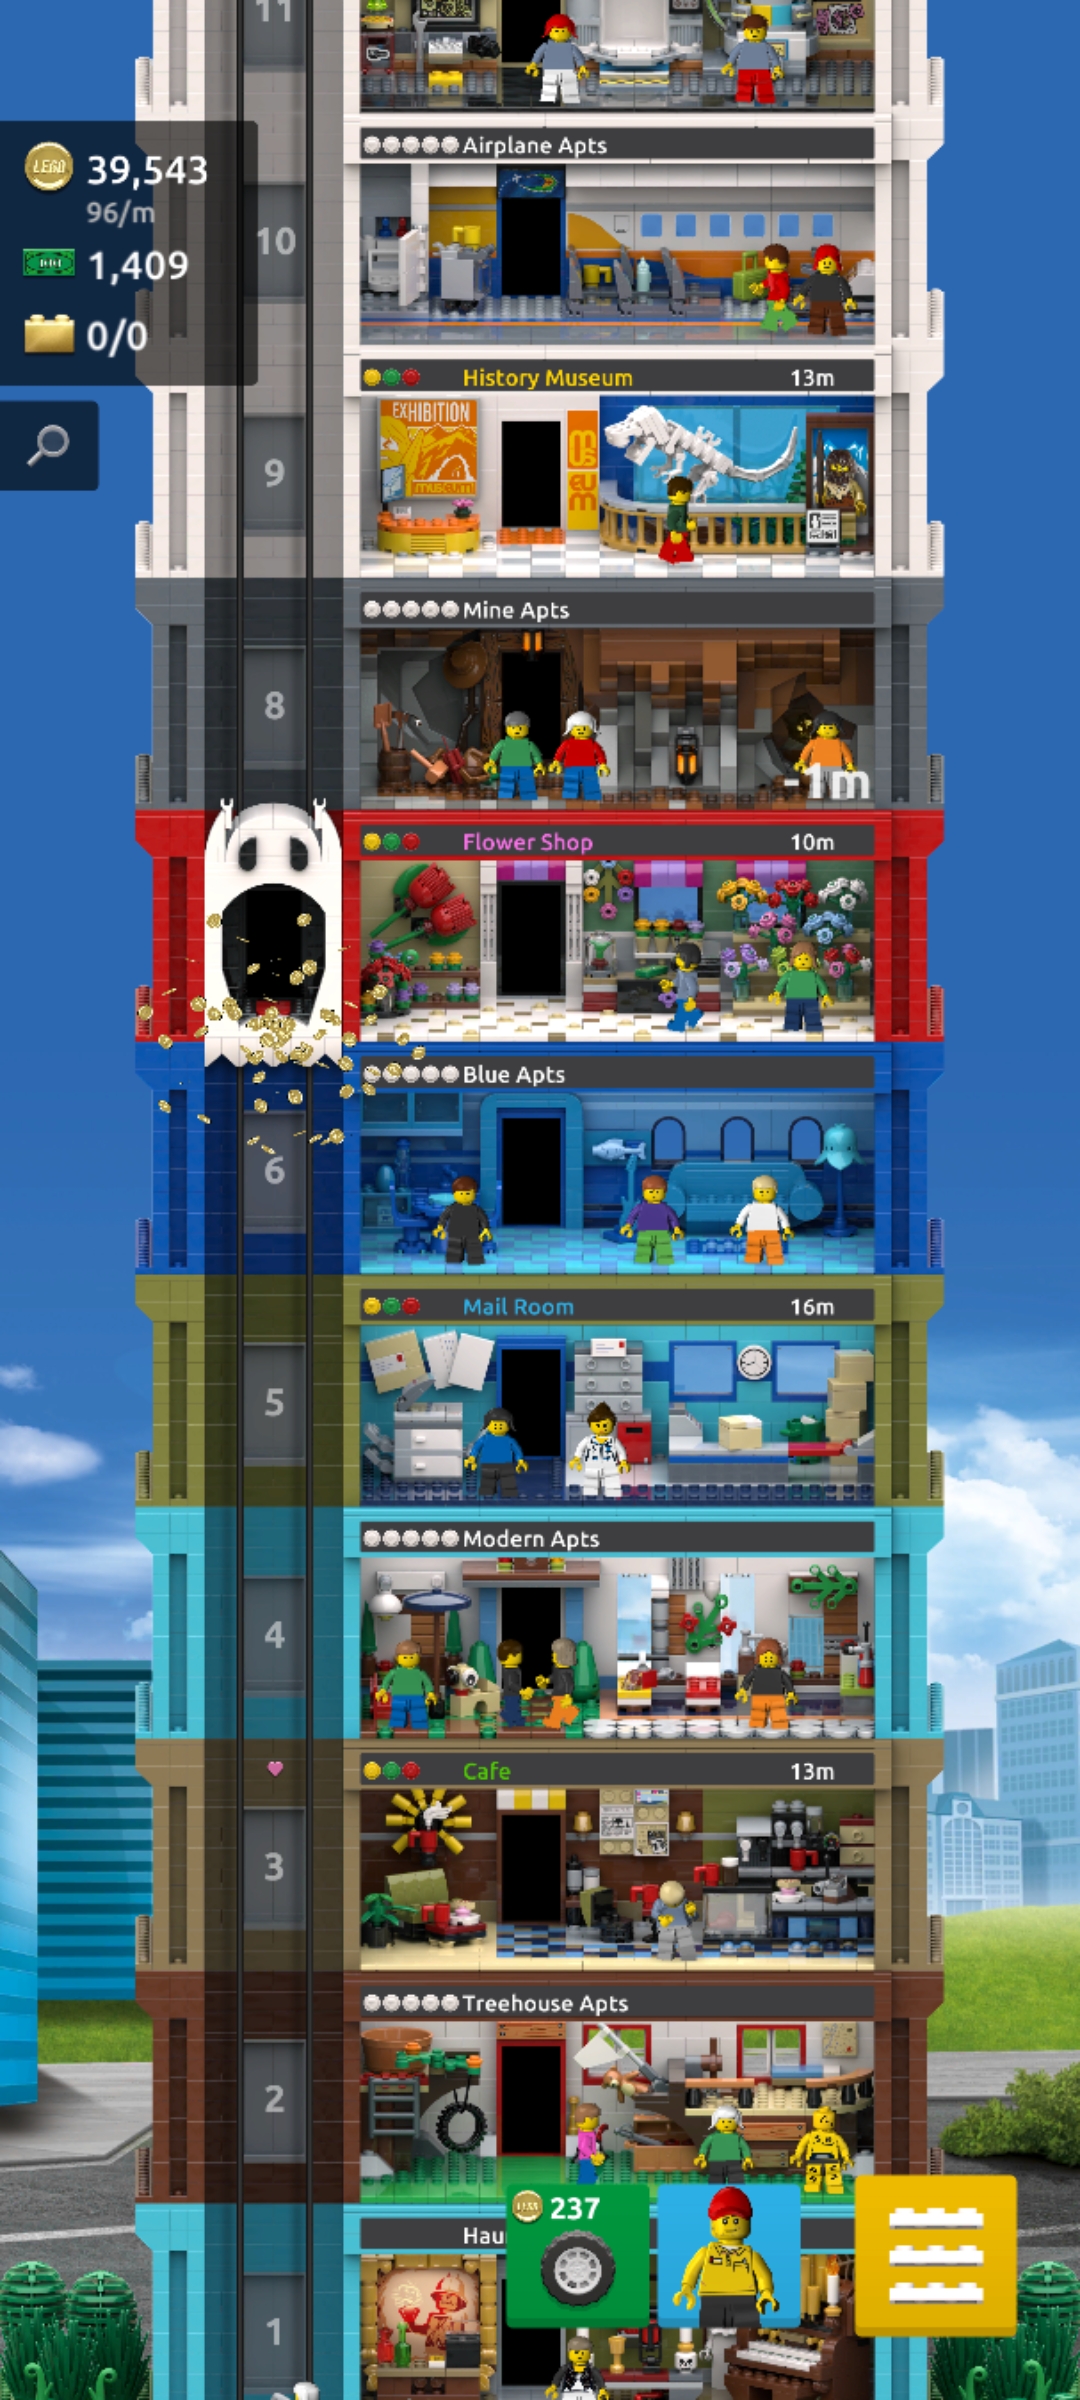 11
Airplane Apts
LEGO 39,543
96/m
10
1,409
0/0
History Museum 13m
EXHIBITION
museum
mus
eum
9
Mine Apts
8
-1m
Flower Shop 10m
Blue Apts
6
Mail Room 16m
5
Modern Apts
4
Cafe 13m
3
Treehouse Apts
2
237
Hau
1